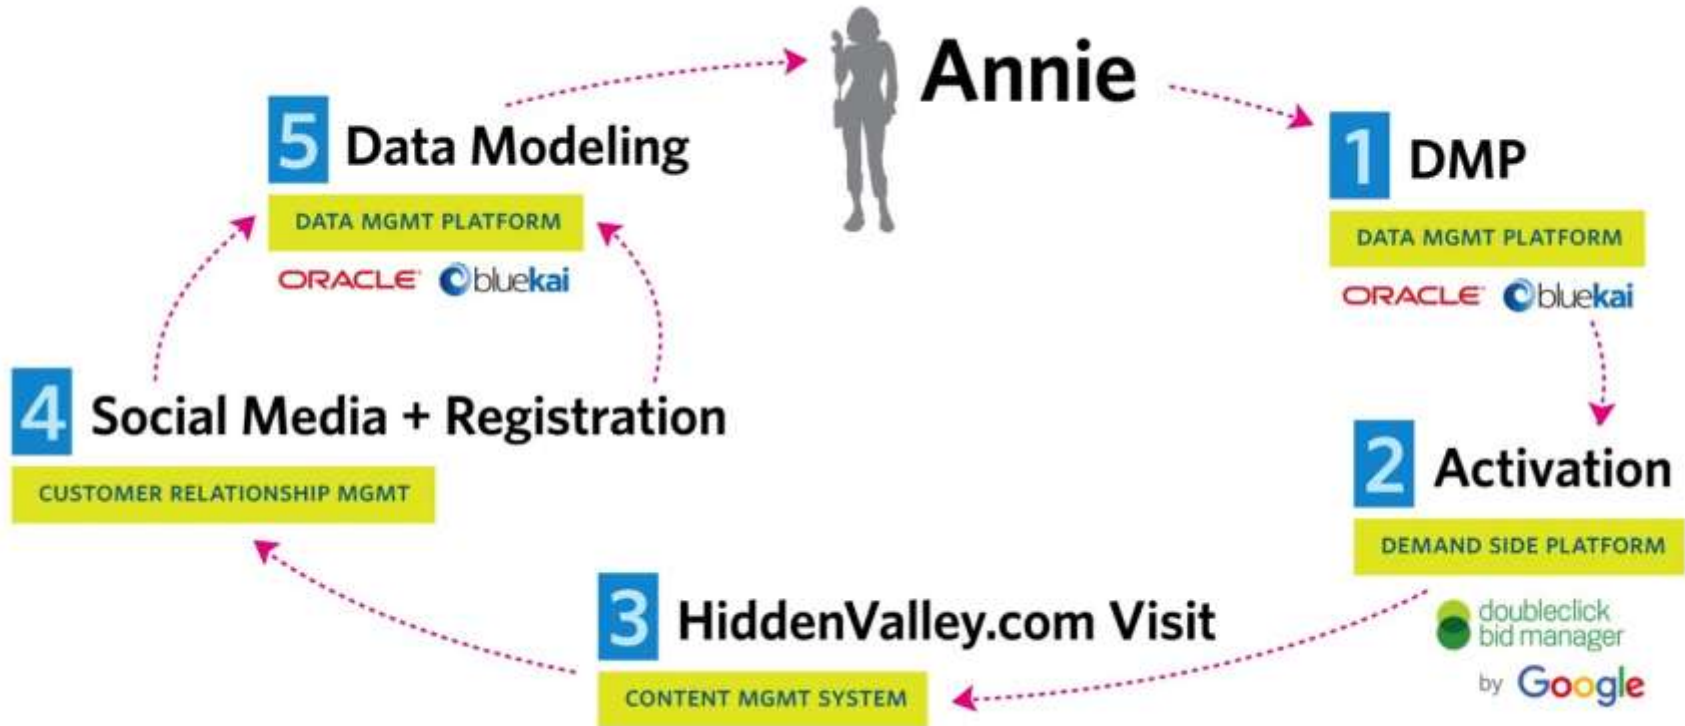 Annie
1 DMP
DATA MGMT PLATFORM
ORACLE bluekai
2 Activation
DEMAND SIDE PLATFORM
doubleclick
bid manager
by Google
3 HiddenValley.com Visit
CONTENT MGMT SYSTEM
4 Social Media + Registration
CUSTOMER RELATIONSHIP MGMT
5 Data Modeling
DATA MGMT PLATFORM
ORACLE bluekai